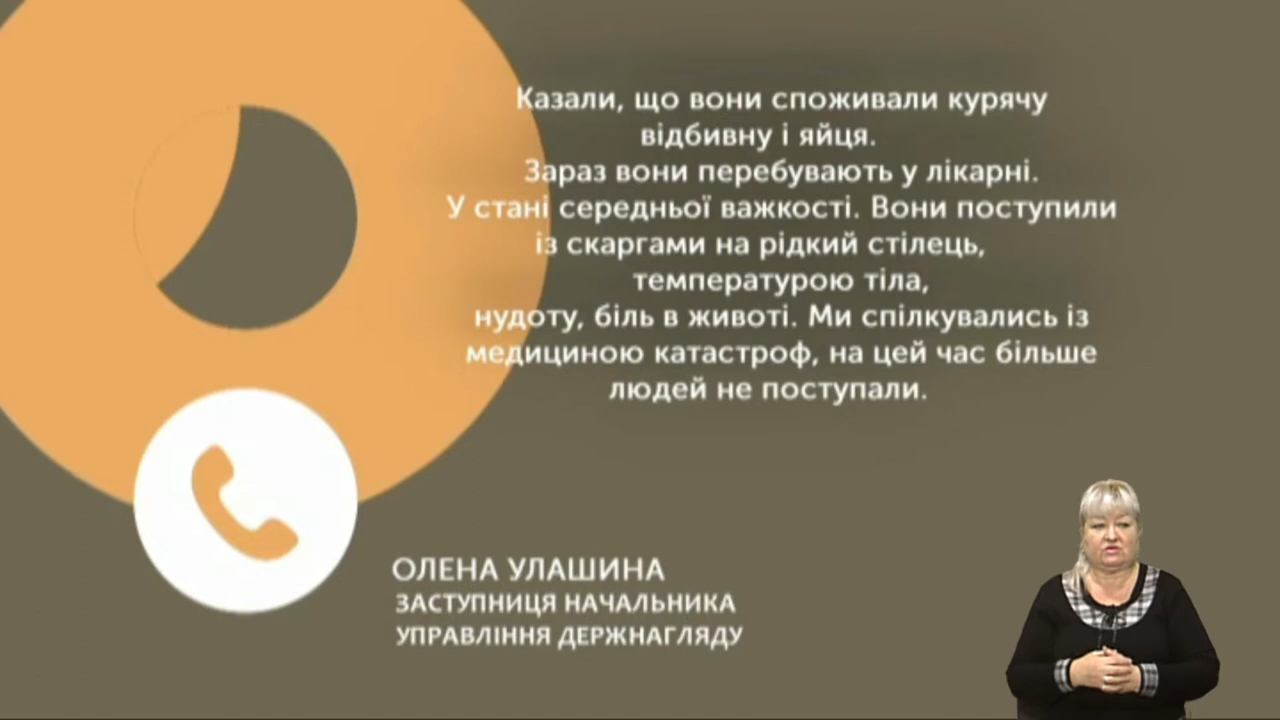 Казали, що вони споживали курячу
відбивну і яйця.
Зараз вони перебувають у лікарні.
У стані середньої важкості. Вони поступили
із скаргами на рідкий стілець,
температурою тіла,
нудоту, біль в животі. Ми спілкувались із
медициною катастроф, на цей час більше
людей не поступали.
ОЛЕНА УЛАШИНА
ЗАСТУПНИЦЯ НАЧАЛЬНИКА
УПРАВЛІННЯ ДЕРЖНАГЛЯДУ